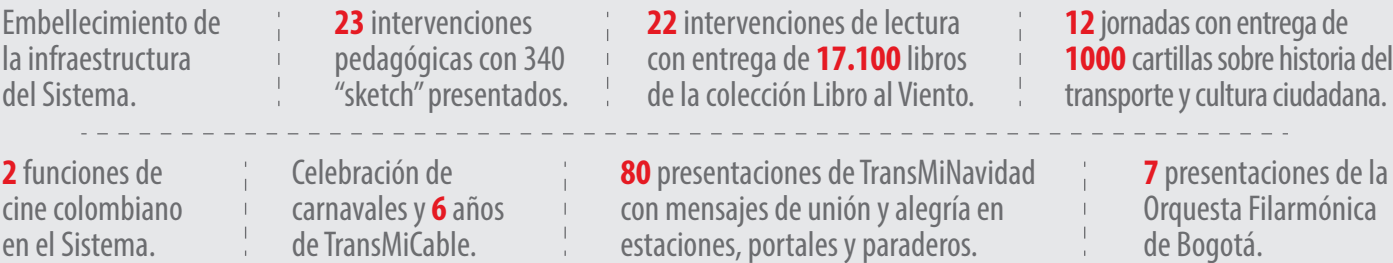 Embellecimiento de
la infraestructura
del Sistema.
23 intervenciones
pedagógicas con 340
“sketch” presentados.
22 intervenciones de lectura
con entrega de 17.100 libros
de la colección Libro al Viento.
12 jornadas con entrega de
1000 cartillas sobre historia del
transporte y cultura ciudadana.
2 funciones de
cine colombiano
en el Sistema.
Celebración de
carnavales y 6 años
de TransMiCable.
80 presentaciones de TransMiNavidad
con mensajes de unión y alegría en
estaciones, portales y paraderos.
7 presentaciones de la
Orquesta Filarmónica
de Bogotá.